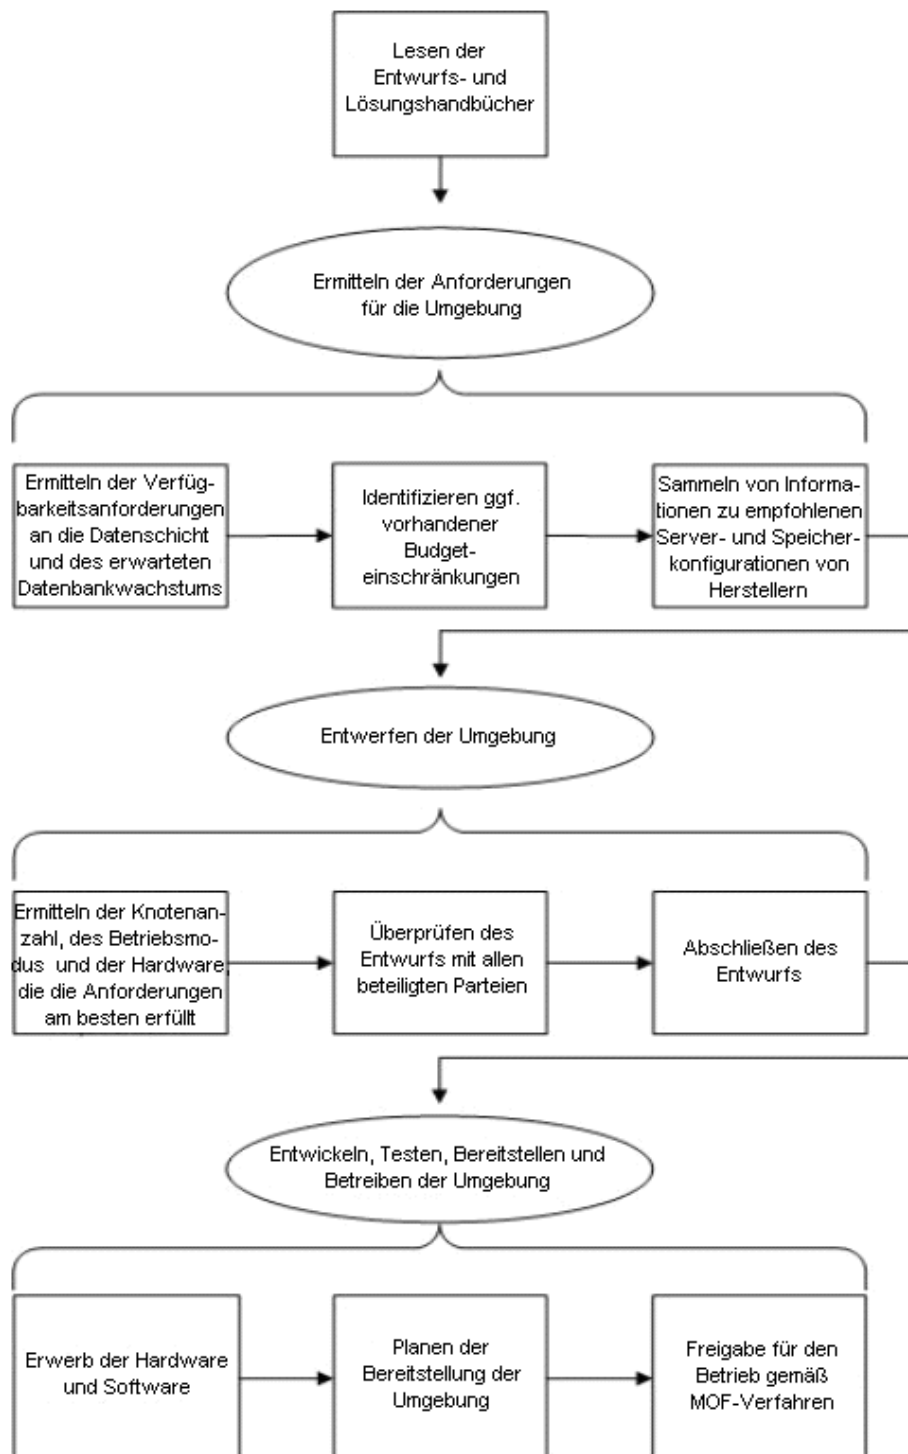 Lesen der
Entwurfs- und
Lösungshandbücher
Ermitteln der Anforderungen
für die Umgebung
Ermitteln der Verfüg-
barkeitsanforderungen
an die Datenschicht
und des erwarteten
Datenbankwachstums
Identifizieren ggf.
vorhandener
Budget-
einschränkungen
Sammeln von Informa-
tionen zu empfohlenen
Server- und Speicher-
konfigurationen von
Herstellern
Entwerfen der Umgebung
Ermitteln der Knotenan-
zahl, des Betriebsmo-
dus und der Hardware,
die die Anforderungen
am besten erfüllt
Überprüfen des
Entwurfs mit allen
beteiligten Parteien
Abschließen des
Entwurfs
Entwickeln, Testen, Bereitstellen und
Betreiben der Umgebung
Erwerb der Hardware
und Software
Planen der
Bereitstellung der
Umgebung
Freigabe für den
Betrieb gemäß
MOF-Verfahren